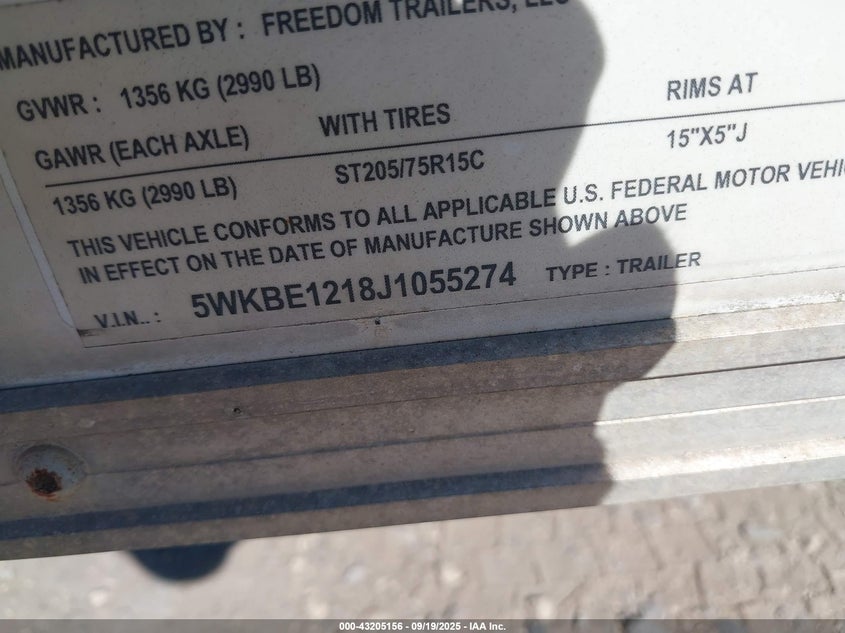 MANUFACTURED BY : FREEDOM TRAILERS, LLC
GVWR : 1356 KG (2990 LB)
GAWR (EACH AXLE) WITH TIRES RIMS AT
1356 KG (2990 LB) ST205/75R15C 15"X5"J
THIS VEHICLE CONFORMS TO ALL APPLICABLE U.S. FEDERAL MOTOR VEHI
IN EFFECT ON THE DATE OF MANUFACTURE SHOWN ABOVE
V.I.N.. : 5WKBE1218J1055274 TYPE : TRAILER
000-43205156 - 09/19/2025 - IAA Inc.